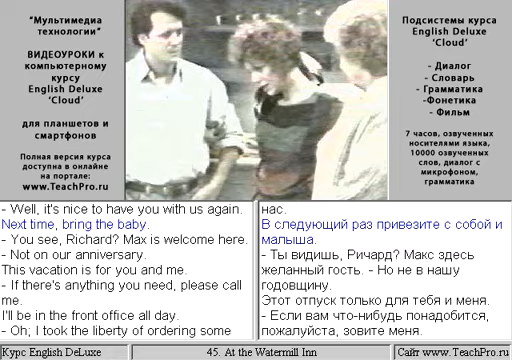 "Мультимедиа
технологии"
ВИДЕОУРОКИ к
компьютерному
курсу
English Deluxe
'Cloud'
для планшетов и
смартфонов
Полная версия курса
доступна в онлайне
на портале:
www.TeachPro.ru
Подсистемы курса
English Deluxe
'Cloud'
- Диалог
- Словарь
- Грамматика
-Фонетика
- Фильм
7 часов, озвученных
носителями языка,
10000 озвученных
слов, диалог с
микрофоном,
грамматика
- Well, it's nice to have you with us again.
Next time, bring the baby.
- You see, Richard? Max is welcome here.
- Not on our anniversary.
This vacation is for you and me.
- If there's anything you need, please call
me.
I'll be in the front office all day.
- Oh; I took the liberty of ordering some
нас.
В следующий раз привезите с собой и
малыша.
- Ты видишь, Ричард? Макс здесь
желанный гость. - Но не в нашу
годовщину.
Этот отпуск только для тебя и меня.
- Если вам что-нибудь понадобится,
пожалуйста, зовите меня.
Курс English DeLuxe
45. At the Watermill Inn
Сайт www.TeachPro.ru